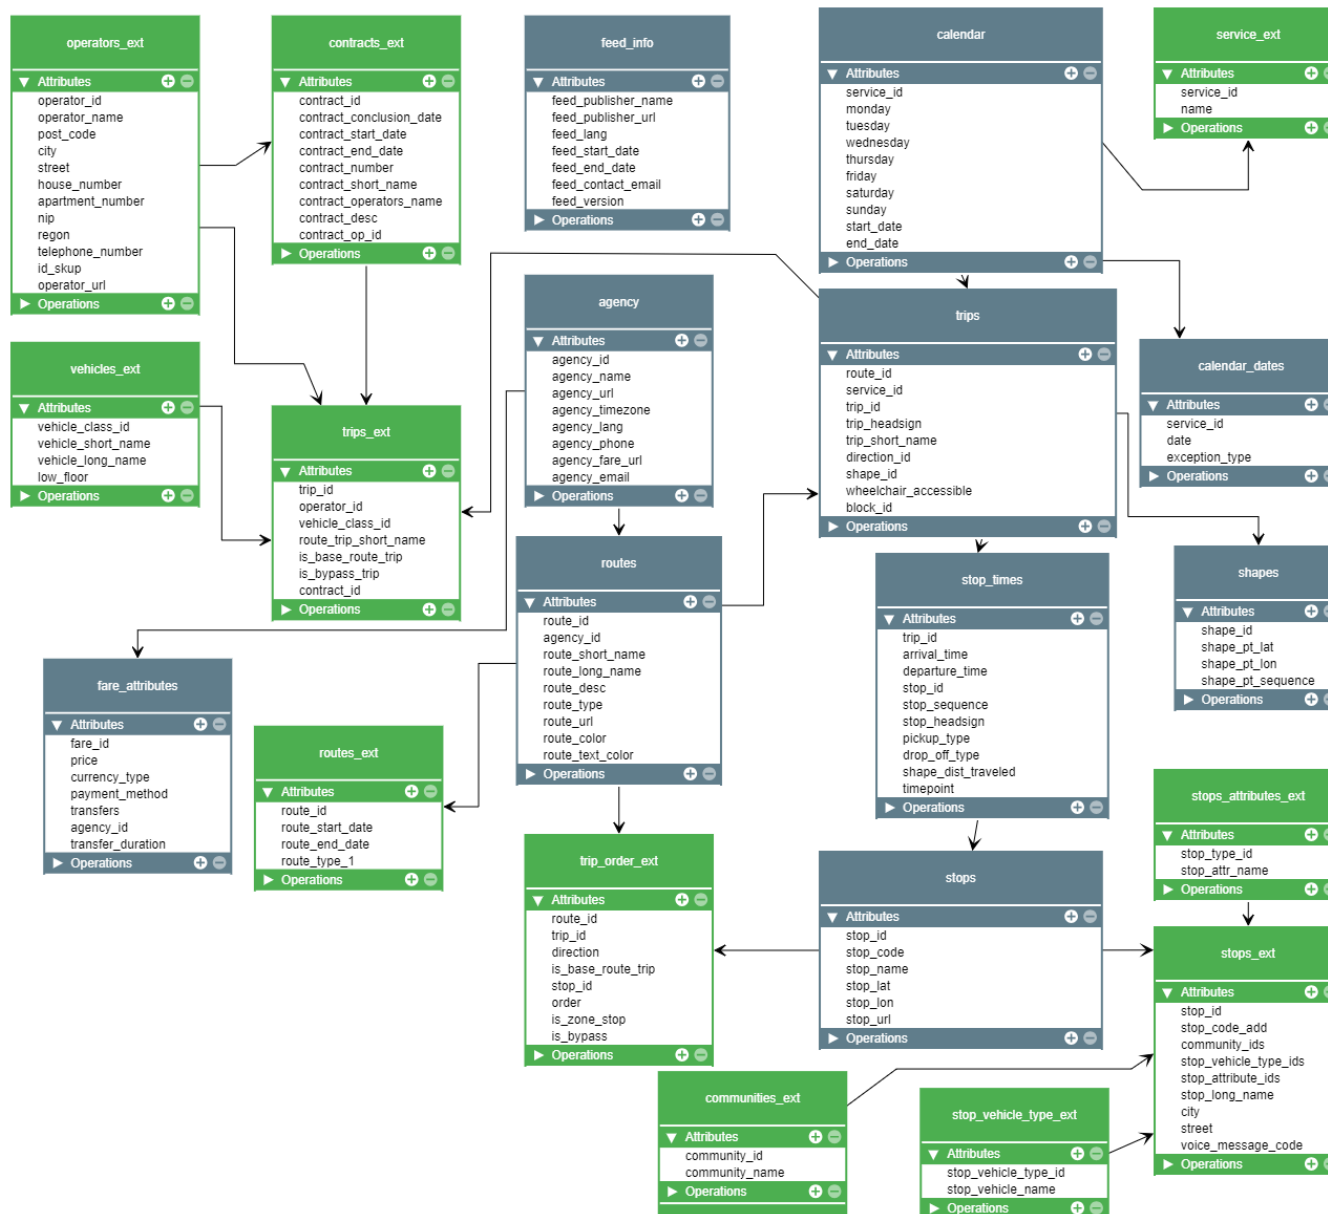 operators_ext
Attributes
operator_id
operator_name
post_code
city
street
house_number
apartment_number
nip
regon
telephone_number
id_skup
operator_url
Operations
contracts_ext
Attributes
contract_id
contract_conclusion_date
contract_start_date
contract_end_date
contract_number
contract_short_name
contract_operators_name
contract_desc
contract_op_id
Operations
feed_info
Attributes
feed_publisher_name
feed_publisher_url
feed_lang
feed_start_date
feed_end_date
feed_contact_email
feed_version
Operations
calendar
Attributes
service_id
monday
tuesday
wednesday
thursday
friday
saturday
sunday
start_date
end_date
Operations
service_ext
Attributes
service_id
name
Operations
vehicles_ext
Attributes
vehicle_class_id
vehicle_short_name
vehicle_long_name
low_floor
Operations
trips_ext
Attributes
trip_id
operator_id
vehicle_class_id
route_trip_short_name
is_base_route_trip
is_bypass_trip
contract_id
Operations
agency
Attributes
agency_id
agency_name
agency_url
agency_timezone
agency_lang
agency_phone
agency_fare_url
agency_email
Operations
trips
Attributes
route_id
service_id
trip_id
trip_headsign
trip_short_name
direction_id
shape_id
wheelchair_accessible
block_id
Operations
calendar_dates
Attributes
service_id
date
exception_type
Operations
fare_attributes
Attributes
fare_id
price
currency_type
payment_method
transfers
agency_id
transfer_duration
Operations
routes_ext
Attributes
route_id
route_start_date
route_end_date
route_type_1
Operations
routes
Attributes
route_id
agency_id
route_short_name
route_long_name
route_desc
route_type
route_url
route_color
route_text_color
Operations
stop_times
Attributes
trip_id
arrival_time
departure_time
stop_id
stop_sequence
stop_headsign
pickup_type
drop_off_type
shape_dist_traveled
timepoint
Operations
shapes
Attributes
shape_id
shape_pt_lat
shape_pt_lon
shape_pt_sequence
Operations
trip_order_ext
Attributes
route_id
trip_id
direction
is_base_route_trip
stop_id
order
is_zone_stop
is_bypass
Operations
stops
Attributes
stop_id
stop_code
stop_name
stop_lat
stop_lon
stop_url
Operations
stops_attributes_ext
Attributes
stop_type_id
stop_attr_name
Operations
stops_ext
Attributes
stop_id
stop_code_add
community_ids
stop_vehicle_type_ids
stop_attribute_ids
stop_long_name
city
street
voice_message_code
Operations
communities_ext
Attributes
community_id
community_name
Operations
stop_vehicle_type_ext
Attributes
stop_vehicle_type_id
stop_vehicle_name
Operations